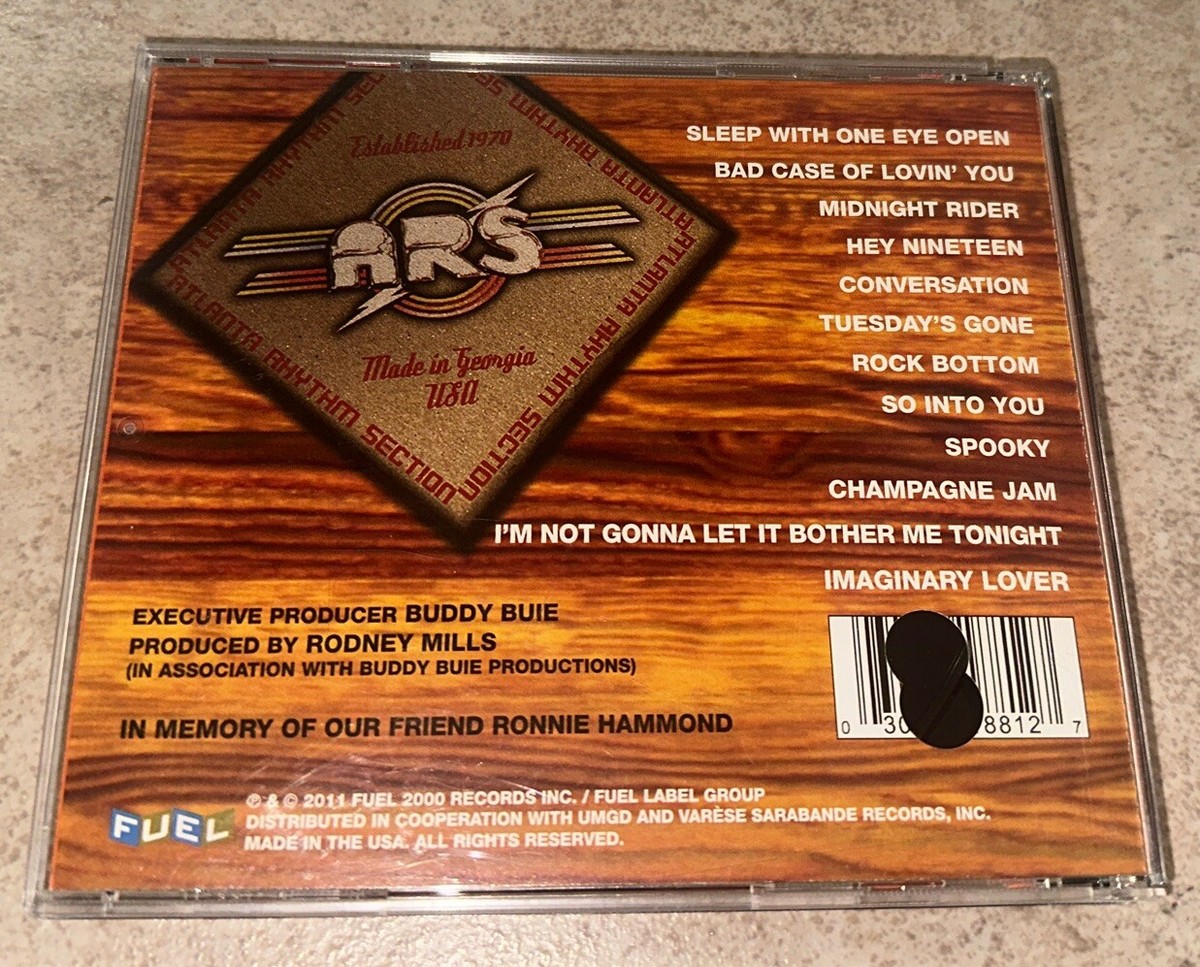 ATLANTA RHYTHM SECTION
Established 1970
ARS
Made in Georgia
USA
ATLANTA RHYTHM SECTION
ATLANTA RHYTHM SECTION
SLEEP WITH ONE EYE OPEN
BAD CASE OF LOVIN' YOU
MIDNIGHT RIDER
HEY NINETEEN
CONVERSATION
TUESDAY'S GONE
ROCK BOTTOM
SO INTO YOU
SPOOKY
CHAMPAGNE JAM
I'M NOT GONNA LET IT BOTHER ME TONIGHT
IMAGINARY LOVER
EXECUTIVE PRODUCER BUDDY BUIE
PRODUCED BY RODNEY MILLS
(IN ASSOCIATION WITH BUDDY BUIE PRODUCTIONS)
IN MEMORY OF OUR FRIEND RONNIE HAMMOND
0 30 8812 7
FUEL
℗ & © 2011 FUEL 2000 RECORDS INC. / FUEL LABEL GROUP
DISTRIBUTED IN COOPERATION WITH UMGD AND VARÈSE SARABANDE RECORDS, INC.
MADE IN THE USA. ALL RIGHTS RESERVED.